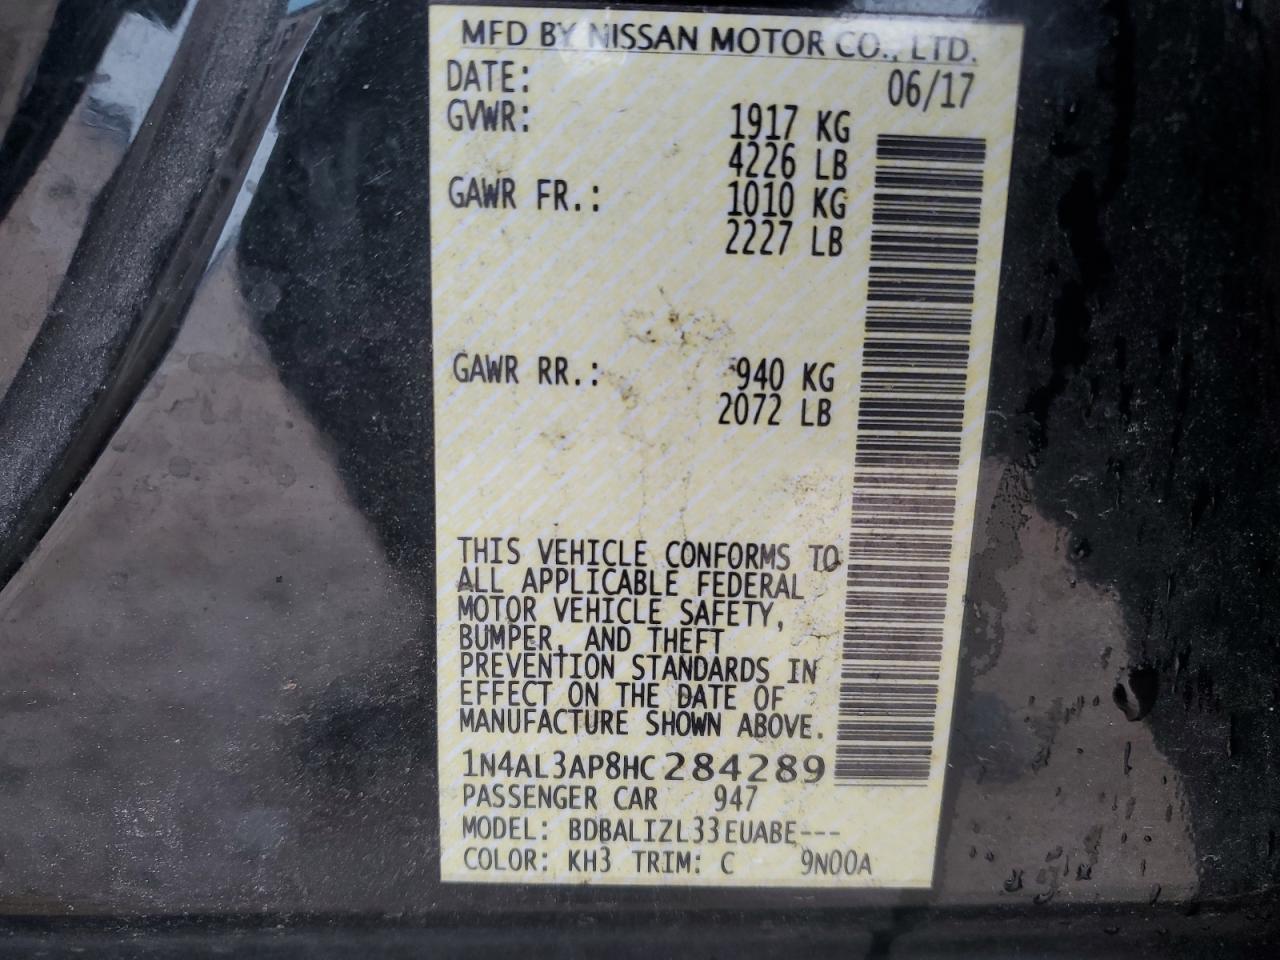 MFD BY NISSAN MOTOR CO., LTD.
DATE: 06/17
GVWR: 1917 KG
4226 LB
GAWR FR.: 1010 KG
2227 LB
GAWR RR.: 940 KG
2072 LB
THIS VEHICLE CONFORMS TO
ALL APPLICABLE FEDERAL
MOTOR VEHICLE SAFETY,
BUMPER, AND THEFT
PREVENTION STANDARDS IN
EFFECT ON THE DATE OF
MANUFACTURE SHOWN ABOVE.
1N4AL3AP8HC284289
PASSENGER CAR 947
MODEL: BDBALIZL33EUABE---
COLOR: KH3 TRIM: C 9N00A